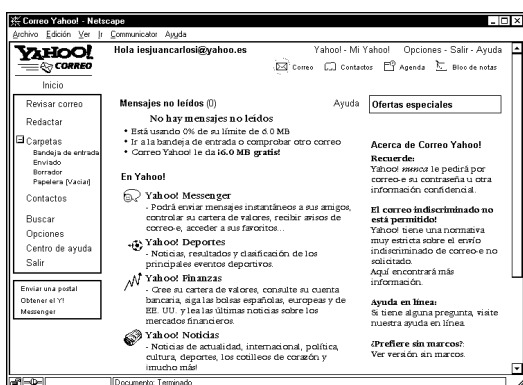 Correo Yahoo! - Netscape
Archivo Edición Ver Ir Communicator Ayuda
YAHOO! CORREO
Hola iesjuancarlosi@yahoo.es
Yahoo! - Mi Yahoo! Opciones - Salir - Ayuda
Correo Contactos Agenda Bloc de notas
Inicio
Revisar correo
Redactar
Carpetas
Bandeja de entrada
Enviado
Borrador
Papelera [Vaciar]
Contactos
Buscar
Opciones
Centro de ayuda
Salir
Enviar una postal
Obtener el Y!
Messenger
Mensajes no leídos (0) Ayuda
No hay mensajes no leídos
• Está usando 0% de su límite de 6.0 MB
• Ir a la bandeja de entrada o comprobar otro correo
• Correo Yahoo! le da ¡6.0 MB gratis!
En Yahoo!
Yahoo! Messenger
- Podrá enviar mensajes instantáneos a sus amigos,
controlar su cartera de valores, recibir avisos de
correo-e, acceder a sus favoritos...
Yahoo! Deportes
- Noticias, resultados y clasificación de los
principales eventos deportivos.
Yahoo! Finanzas
- Cree su cartera de valores, consulte su cuenta
bancaria, siga las bolsas españolas, europeas y de
EE. UU. y lea las últimas noticias sobre los
mercados financieros.
Yahoo! Noticias
- Noticias de actualidad, internacional, política,
cultura, deportes, los cotilleos de corazón y
¡mucho más!
Ofertas especiales
Acerca de Correo Yahoo!
Recuerde:
Yahoo! nunca le pedirá por
correo-e su contraseña u otra
información confidencial.
El correo indiscriminado no
está permitido!
Yahoo! tiene una normativa
muy estricta sobre el envío
indiscriminado de correo-e no
solicitado.
Aquí encontrará más
información.
Ayuda en línea:
Si tiene alguna pregunta, visite
nuestra ayuda en línea.
¿Prefiere sin marcos?:
Ver versión sin marcos.
Documento: Terminado